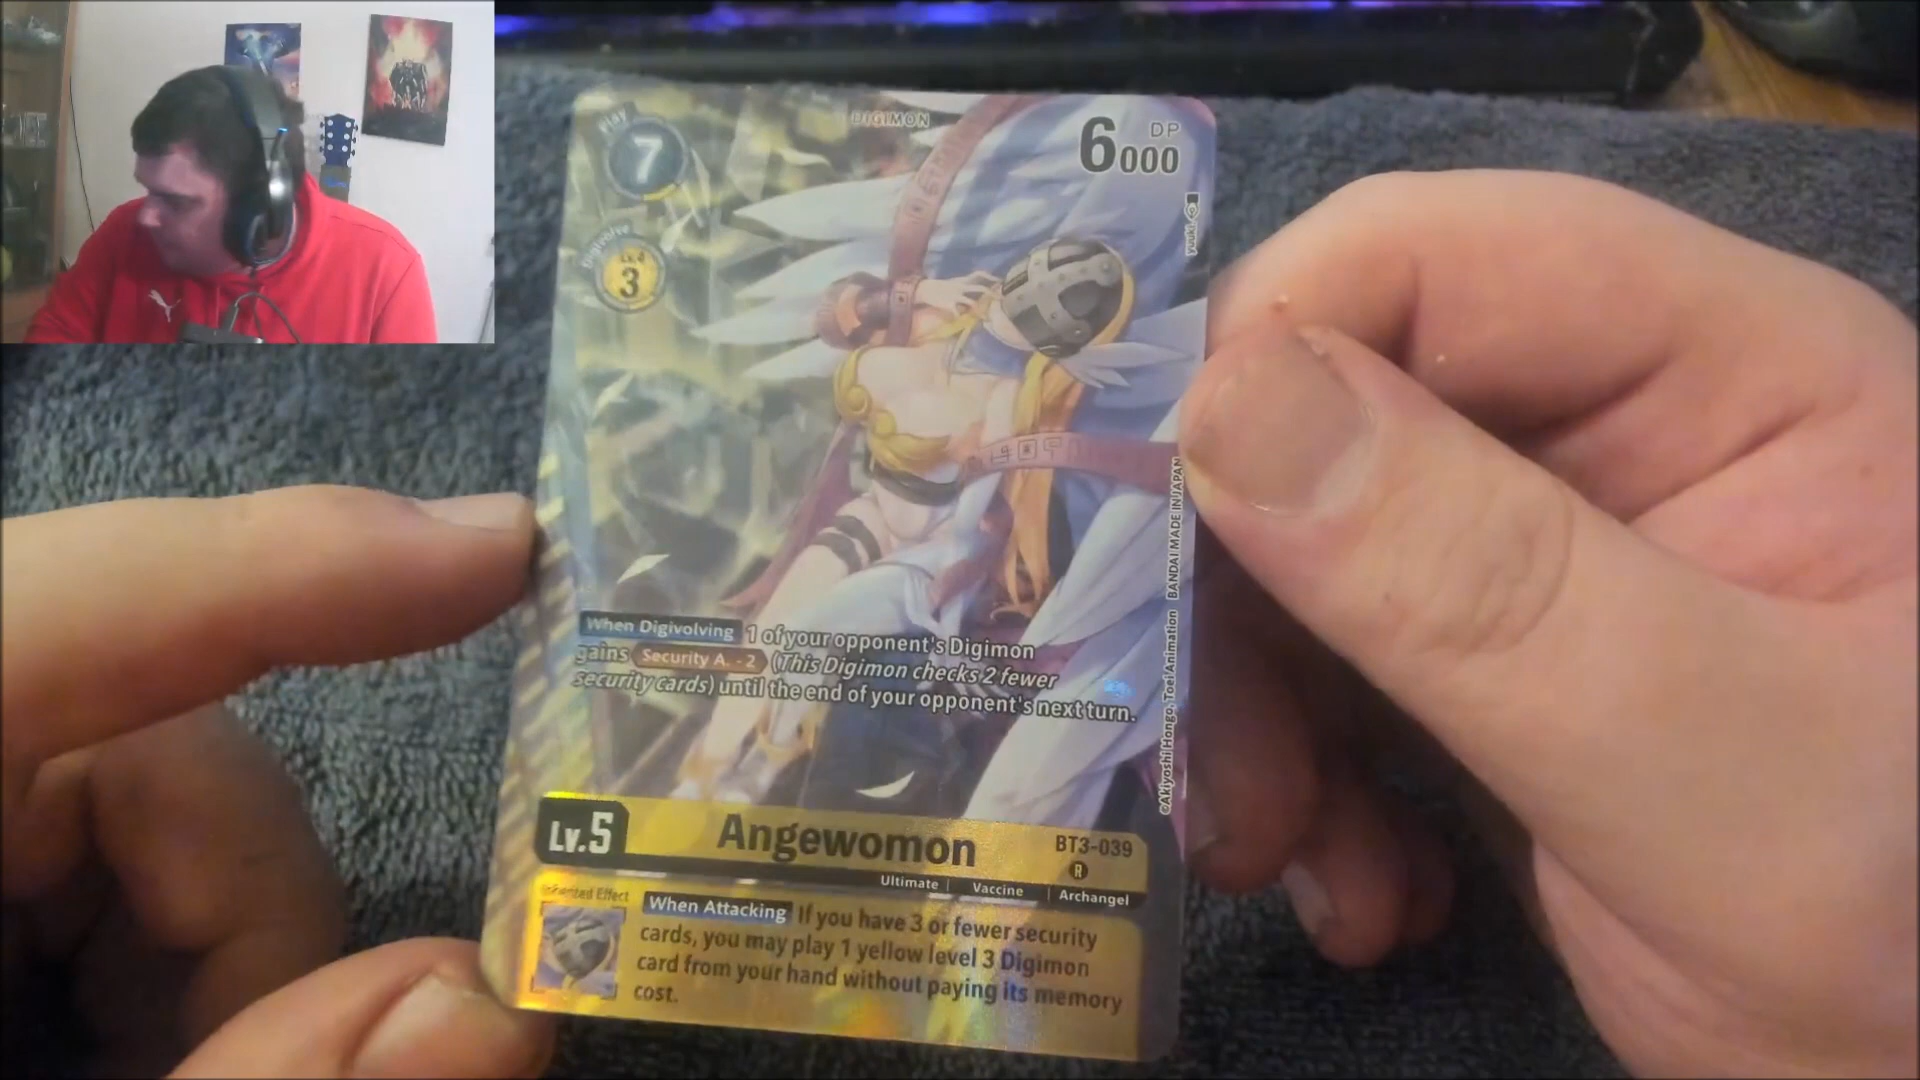 Play
7
DIGIMON
DP
6000
Digivolve
Lv.4
3
When Digivolving 1 of your opponent's Digimon
gains Security A. -2 (This Digimon checks 2 fewer
security cards) until the end of your opponent's next turn.
©Akiyoshi Hongo, Toei Animation BANDAI MADE IN JAPAN
Lv.5
Angewomon
BT3-039
R
Ultimate | Vaccine | Archangel
Inherited Effect
When Attacking If you have 3 or fewer security
cards, you may play 1 yellow level 3 Digimon
card from your hand without paying its memory
cost.